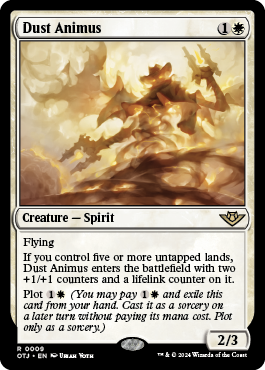 Dust Animus 1
Creature — Spirit
Flying
If you control five or more untapped lands,
Dust Animus enters the battlefield with two
+1/+1 counters and a lifelink counter on it.
Plot 1 (You may pay 1 and exile this
card from your hand. Cast it as a sorcery on
a later turn without paying its mana cost. Plot
only as a sorcery.)
2/3
R 0009
OTJ • EN Uriah Voth
™ & © 2024 Wizards of the Coast